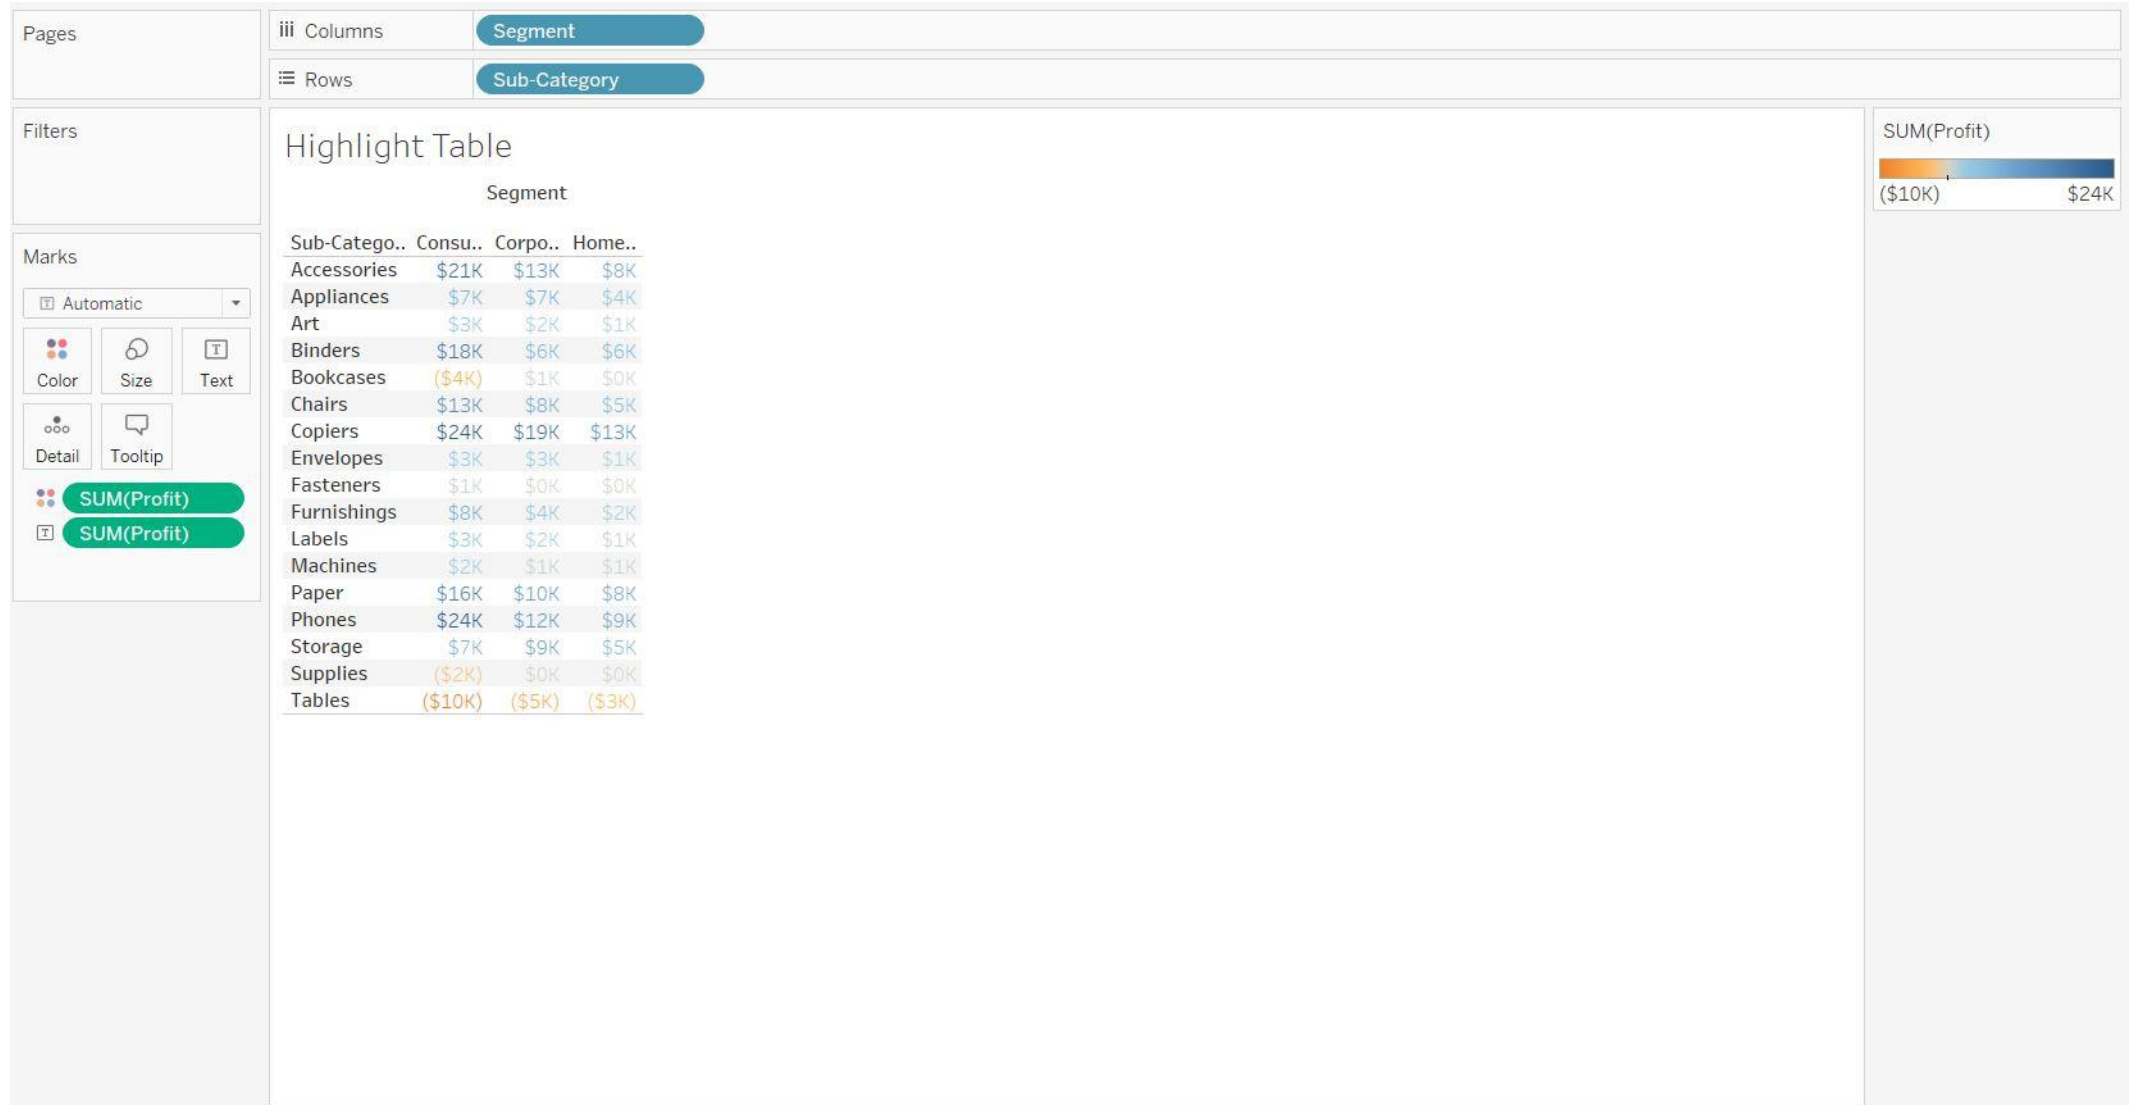 Pages
iii Columns
Segment
Rows
Sub-Category
Filters
Highlight Table
SUM(Profit)
($10K) $24K
Segment
Sub-Catego.. Consu.. Corpo.. Home..
Accessories $21K $13K $8K
Appliances $7K $7K $4K
Art $3K $2K $1K
Binders $18K $6K $6K
Bookcases ($4K) $1K $0K
Chairs $13K $8K $5K
Copiers $24K $19K $13K
Envelopes $3K $3K $1K
Fasteners $1K $0K $0K
Furnishings $8K $4K $2K
Labels $3K $2K $1K
Machines $2K $1K $1K
Paper $16K $10K $8K
Phones $24K $12K $9K
Storage $7K $9K $5K
Supplies ($2K) $0K $0K
Tables ($10K) ($5K) ($3K)
Marks
T Automatic
Color Size Text
Detail Tooltip
SUM(Profit)
T SUM(Profit)